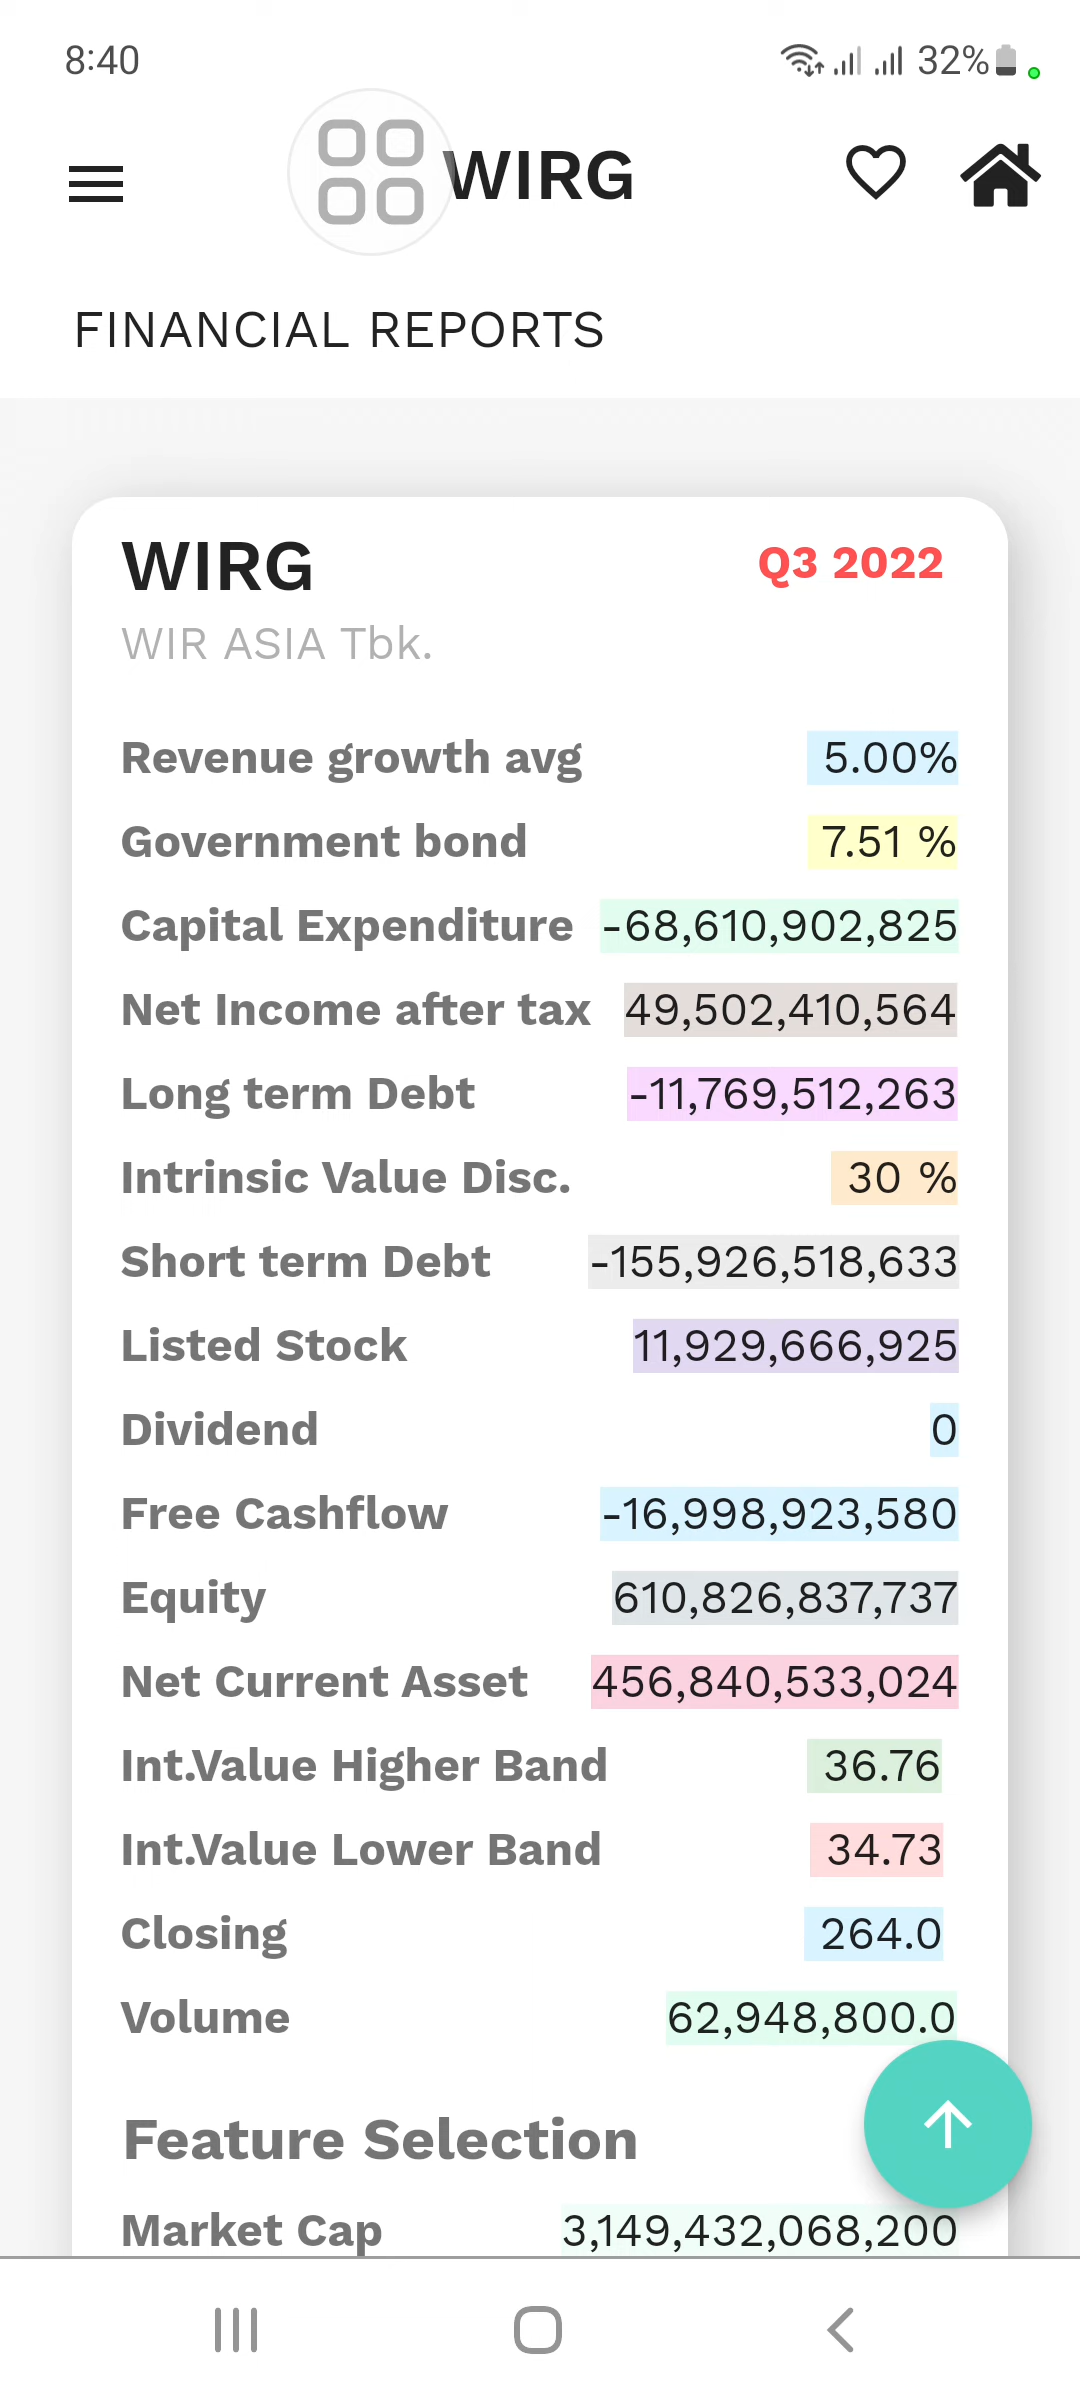 8:40 32%
WIRG
FINANCIAL REPORTS
WIRG Q3 2022
WIR ASIA Tbk.
Revenue growth avg 5.00%
Government bond 7.51 %
Capital Expenditure -68,610,902,825
Net Income after tax 49,502,410,564
Long term Debt -11,769,512,263
Intrinsic Value Disc. 30 %
Short term Debt -155,926,518,633
Listed Stock 11,929,666,925
Dividend 0
Free Cashflow -16,998,923,580
Equity 610,826,837,737
Net Current Asset 456,840,533,024
Int.Value Higher Band 36.76
Int.Value Lower Band 34.73
Closing 264.0
Volume 62,948,800.0
Feature Selection
Market Cap 3,149,432,068,200